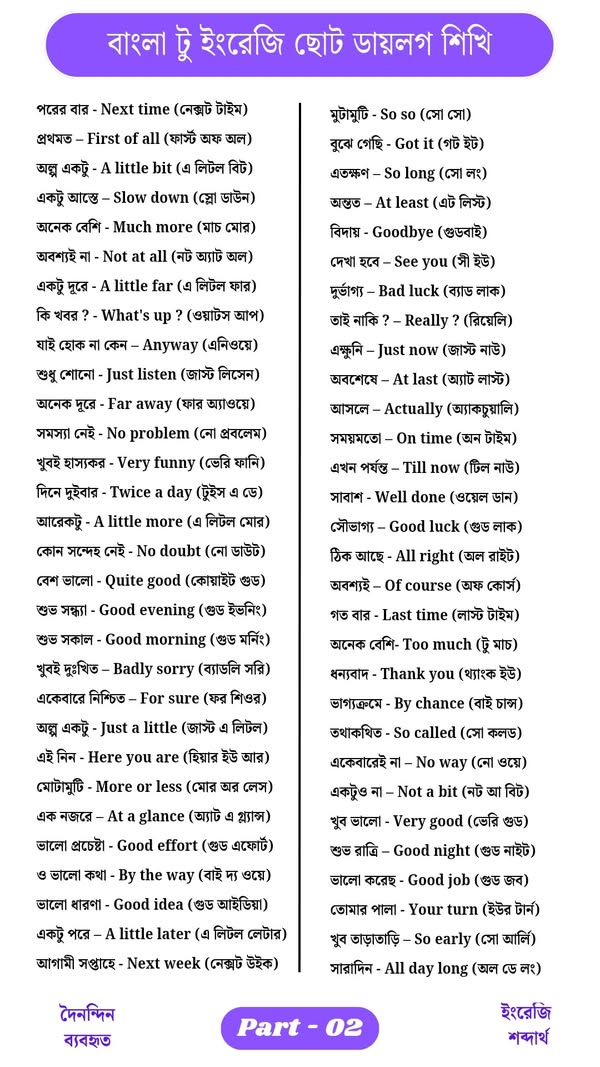 বাংলা টু ইংরেজি ছোট ডায়লগ শিখি
পরের বার - Next time (নেক্সট টাইম)
প্রথমত – First of all (ফার্স্ট অফ অল)
অল্প একটু - A little bit (এ লিটল বিট)
একটু আস্তে – Slow down (স্লো ডাউন)
অনেক বেশি - Much more (মাচ মোর)
অবশ্যই না - Not at all (নট অ্যাট অল)
একটু দূরে - A little far (এ লিটল ফার)
কি খবর ? - What's up ? (ওয়াটস আপ)
যাই হোক না কেন – Anyway (এনিওয়ে)
শুধু শোনো - Just listen (জাস্ট লিসেন)
অনেক দূরে - Far away (ফার অ্যাওয়ে)
সমস্যা নেই - No problem (নো প্রবলেম)
খুবই হাস্যকর - Very funny (ভেরি ফানি)
দিনে দুইবার - Twice a day (টুইস এ ডে)
আরেকটু - A little more (এ লিটল মোর)
কোন সন্দেহ নেই - No doubt (নো ডাউট)
বেশ ভালো - Quite good (কোয়াইট গুড)
শুভ সন্ধ্যা - Good evening (গুড ইভনিং)
শুভ সকাল - Good morning (গুড মর্নিং)
খুবই দুঃখিত – Badly sorry (ব্যাডলি সরি)
একেবারে নিশ্চিত – For sure (ফর শিওর)
অল্প একটু - Just a little (জাস্ট এ লিটল)
এই নিন - Here you are (হিয়ার ইউ আর)
মোটামুটি - More or less (মোর অর লেস)
এক নজরে – At a glance (অ্যাট এ গ্ল্যান্স)
ভালো প্রচেষ্টা - Good effort (গুড এফোর্ট)
ও ভালো কথা - By the way (বাই দ্য ওয়ে)
ভালো ধারণা - Good idea (গুড আইডিয়া)
একটু পরে – A little later (এ লিটল লেটার)
আগামী সপ্তাহে - Next week (নেক্সট উইক)
মুটামুটি - So so (সো সো)
বুঝে গেছি - Got it (গট ইট)
এতক্ষণ – So long (সো লং)
অন্তত – At least (এট লিস্ট)
বিদায় - Goodbye (গুডবাই)
দেখা হবে – See you (সী ইউ)
দুর্ভাগ্য – Bad luck (ব্যাড লাক)
তাই নাকি ? – Really ? (রিয়েলি)
এক্ষুনি – Just now (জাস্ট নাউ)
অবশেষে – At last (অ্যাট লাস্ট)
আসলে – Actually (অ্যাকচুয়ালি)
সময়মতো – On time (অন টাইম)
এখন পর্যন্ত – Till now (টিল নাউ)
সাবাশ - Well done (ওয়েল ডান)
সৌভাগ্য – Good luck (গুড লাক)
ঠিক আছে - All right (অল রাইট)
অবশ্যই – Of course (অফ কোর্স)
গত বার - Last time (লাস্ট টাইম)
অনেক বেশি- Too much (টু মাচ)
ধন্যবাদ - Thank you (থ্যাংক ইউ)
ভাগ্যক্রমে - By chance (বাই চান্স)
তথাকথিত - So called (সো কলড)
একেবারেই না – No way (নো ওয়ে)
একটুও না – Not a bit (নট আ বিট)
খুব ভালো - Very good (ভেরি গুড)
শুভ রাত্রি – Good night (গুড নাইট)
ভালো করেছ - Good job (গুড জব)
তোমার পালা - Your turn (ইউর টার্ন)
খুব তাড়াতাড়ি – So early (সো আর্লি)
সারাদিন - All day long (অল ডে লং)
দৈনন্দিন
ব্যবহৃত
Part - 02
ইংরেজি
শব্দার্থ